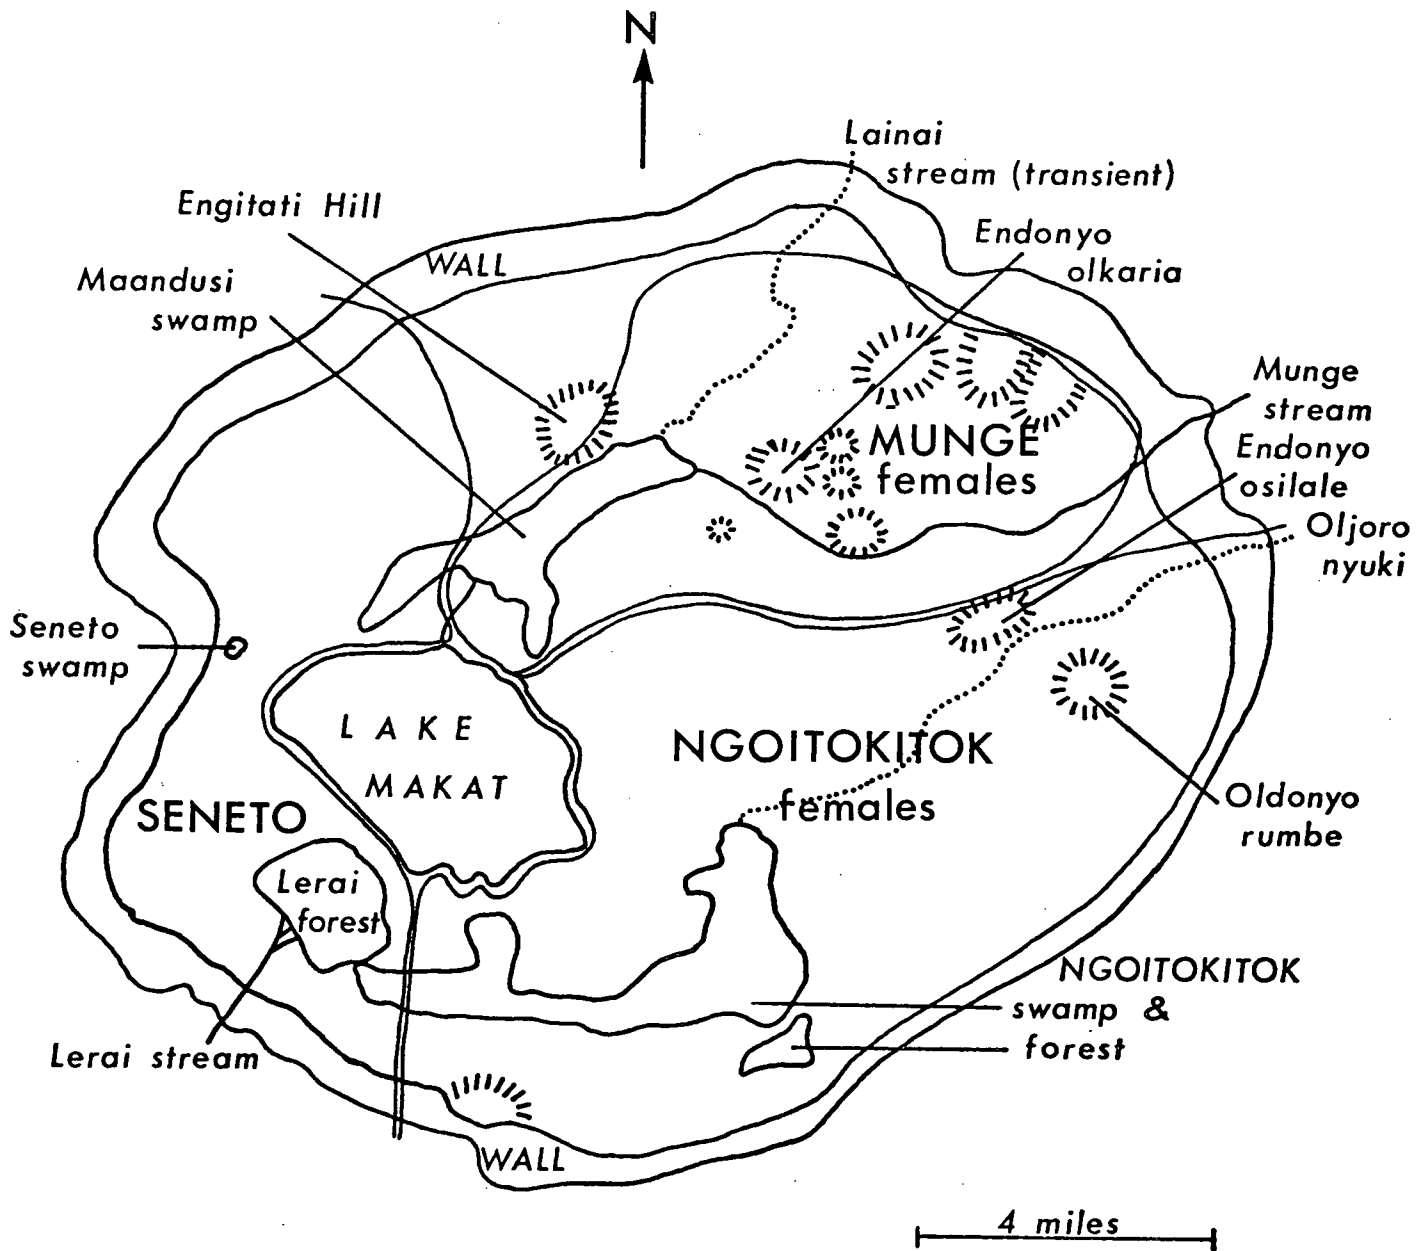 N
Lainai
stream (transient)
Engitati Hill
Endonyo
olkaria
WALL
Maandusi
swamp
Munge
stream
MUNGE
females
Endonyo
osilale
Oljoro
nyuki
Seneto
swamp
LAKE
MAKAT
NGOITOKITOK
females
SENETO
Oldonyo
rumbe
Lerai
forest
NGOITOKITOK
swamp &
forest
Lerai stream
WALL
4 miles